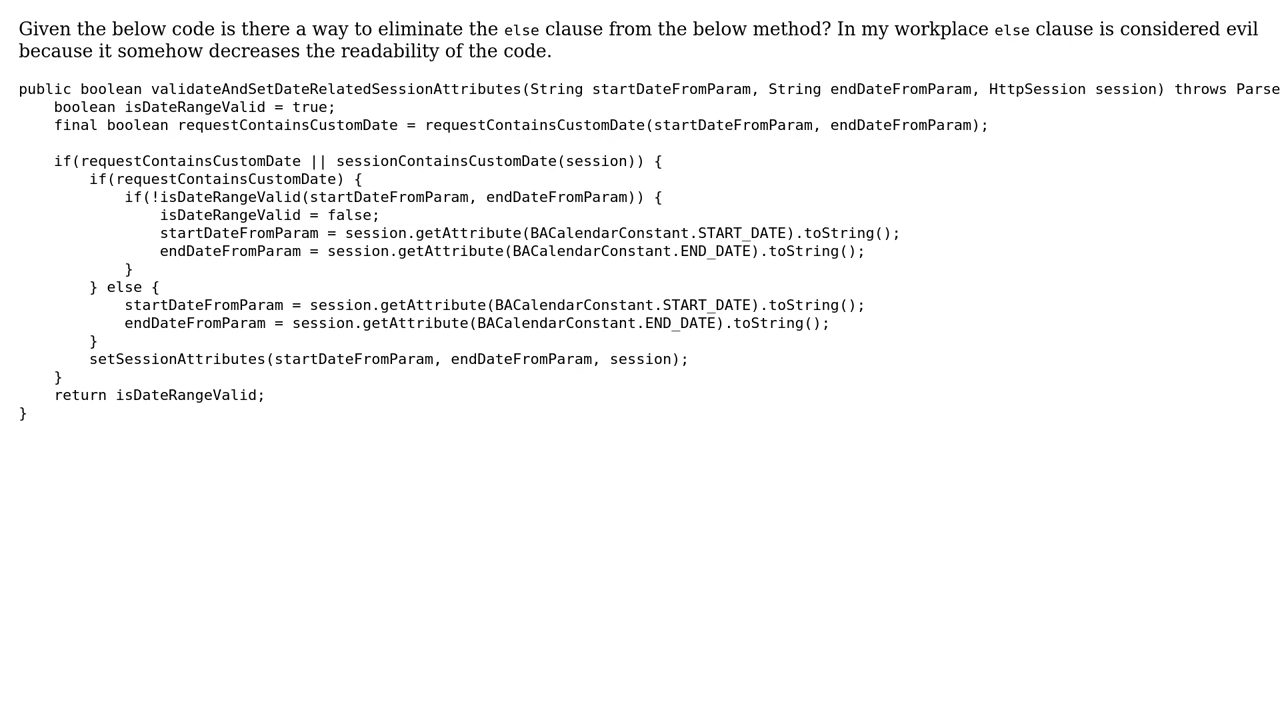 Given the below code is there a way to eliminate the else clause from the below method? In my workplace else clause is considered evil
because it somehow decreases the readability of the code.
public boolean validateAndSetDateRelatedSessionAttributes(String startDateFromParam, String endDateFromParam, HttpSession session) throws Parse
    boolean isDateRangeValid = true;
    final boolean requestContainsCustomDate = requestContainsCustomDate(startDateFromParam, endDateFromParam);
    if(requestContainsCustomDate || sessionContainsCustomDate(session)) {
        if(requestContainsCustomDate) {
            if(!isDateRangeValid(startDateFromParam, endDateFromParam)) {
                isDateRangeValid = false;
                startDateFromParam = session.getAttribute(BACalendarConstant.START_DATE).toString();
                endDateFromParam = session.getAttribute(BACalendarConstant.END_DATE).toString();
            }
        } else {
            startDateFromParam = session.getAttribute(BACalendarConstant.START_DATE).toString();
            endDateFromParam = session.getAttribute(BACalendarConstant.END_DATE).toString();
        }
        setSessionAttributes(startDateFromParam, endDateFromParam, session);
    }
    return isDateRangeValid;
}